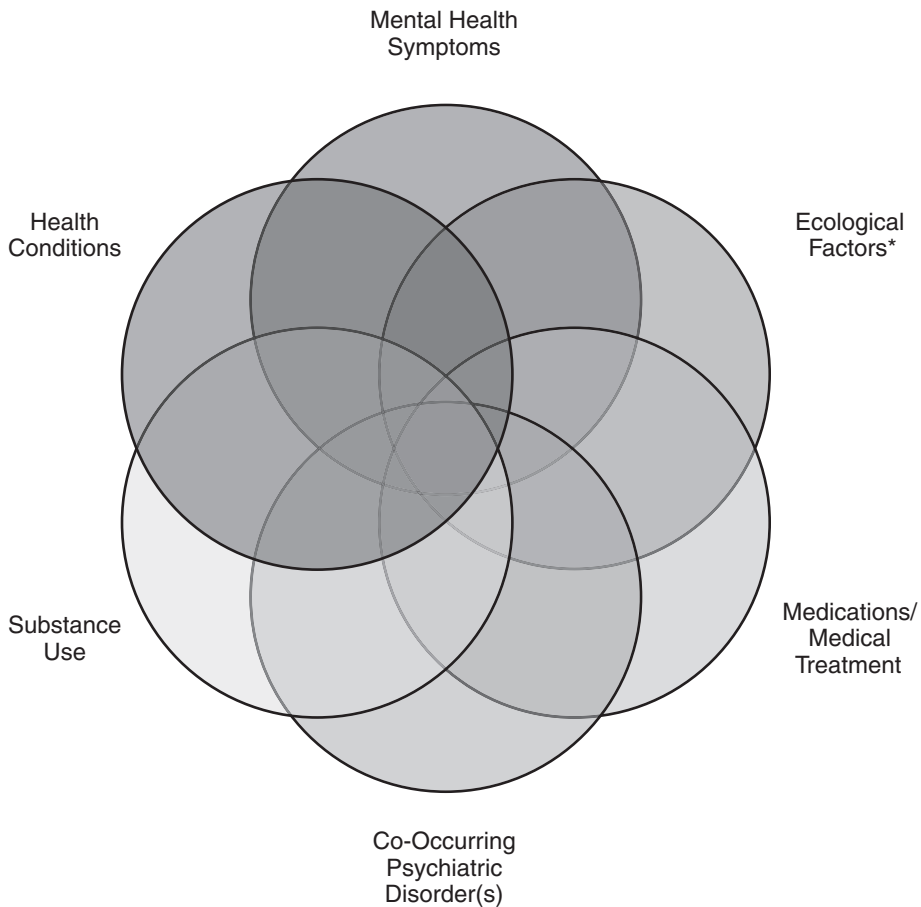 Mental Health
Symptoms
Health
Conditions
Ecological
Factors*
Substance
Use
Medications/
Medical
Treatment
Co-Occurring
Psychiatric
Disorder(s)